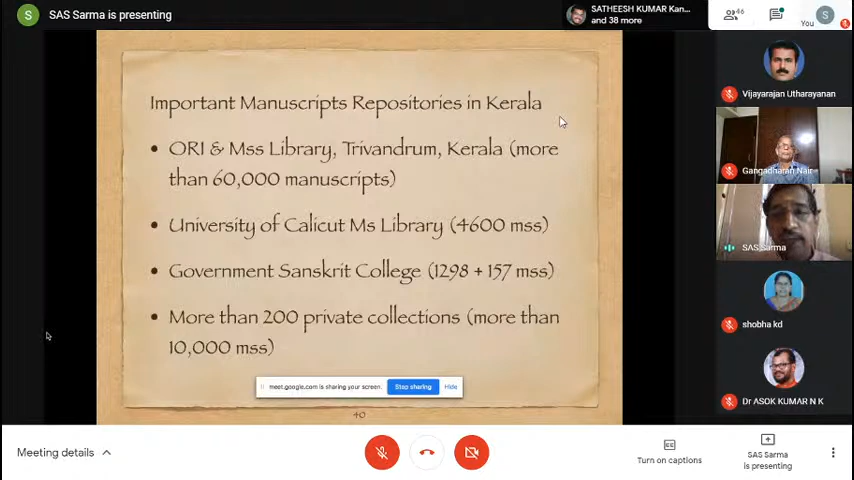 S
SAS Sarma is presenting
SATHEESH KUMAR Kan...
and 38 more
46
You
S
Important Manuscripts Repositories in Kerala
• ORI & Mss Library, Trivandrum, Kerala (more
than 60,000 manuscripts)
• University of Calicut Ms Library (4600 mss)
• Government Sanskrit College (1298 + 157 mss)
• More than 200 private collections (more than
10,000 mss)
meet.google.com is sharing your screen.
Stop sharing
Hide
40
Vijayarajan Utharayanan
Gangadharan Nair
SAS Sarma
shobha kd
Dr ASOK KUMAR N K
Meeting details
Turn on captions
SAS Sarma
is presenting